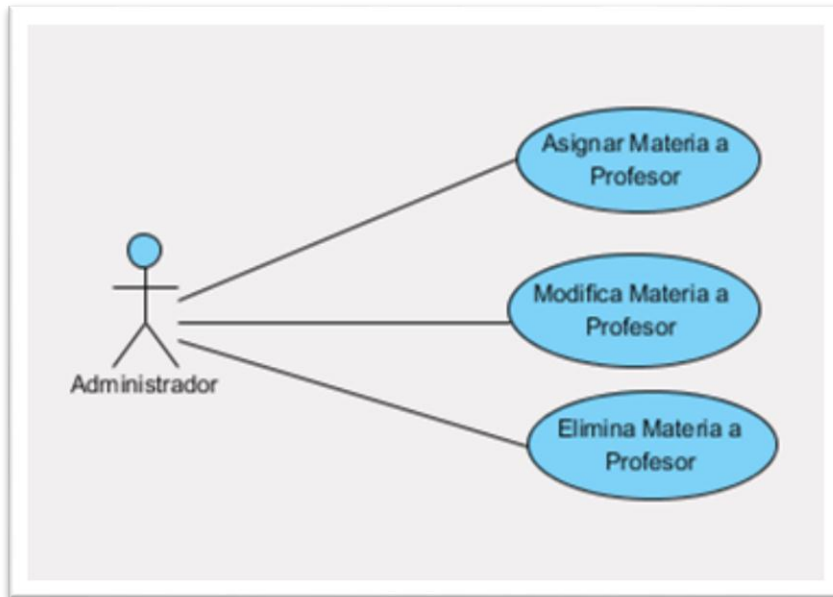 Asignar Materia a
Profesor
Modifica Materia a
Profesor
Administrador
Elimina Materia a
Profesor